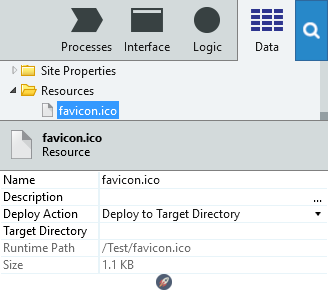 Processes Interface Logic Data
Site Properties
Resources
favicon.ico
favicon.ico
Resource
Name favicon.ico
Description ...
Deploy Action Deploy to Target Directory
Target Directory
Runtime Path /Test/favicon.ico
Size 1.1 KB